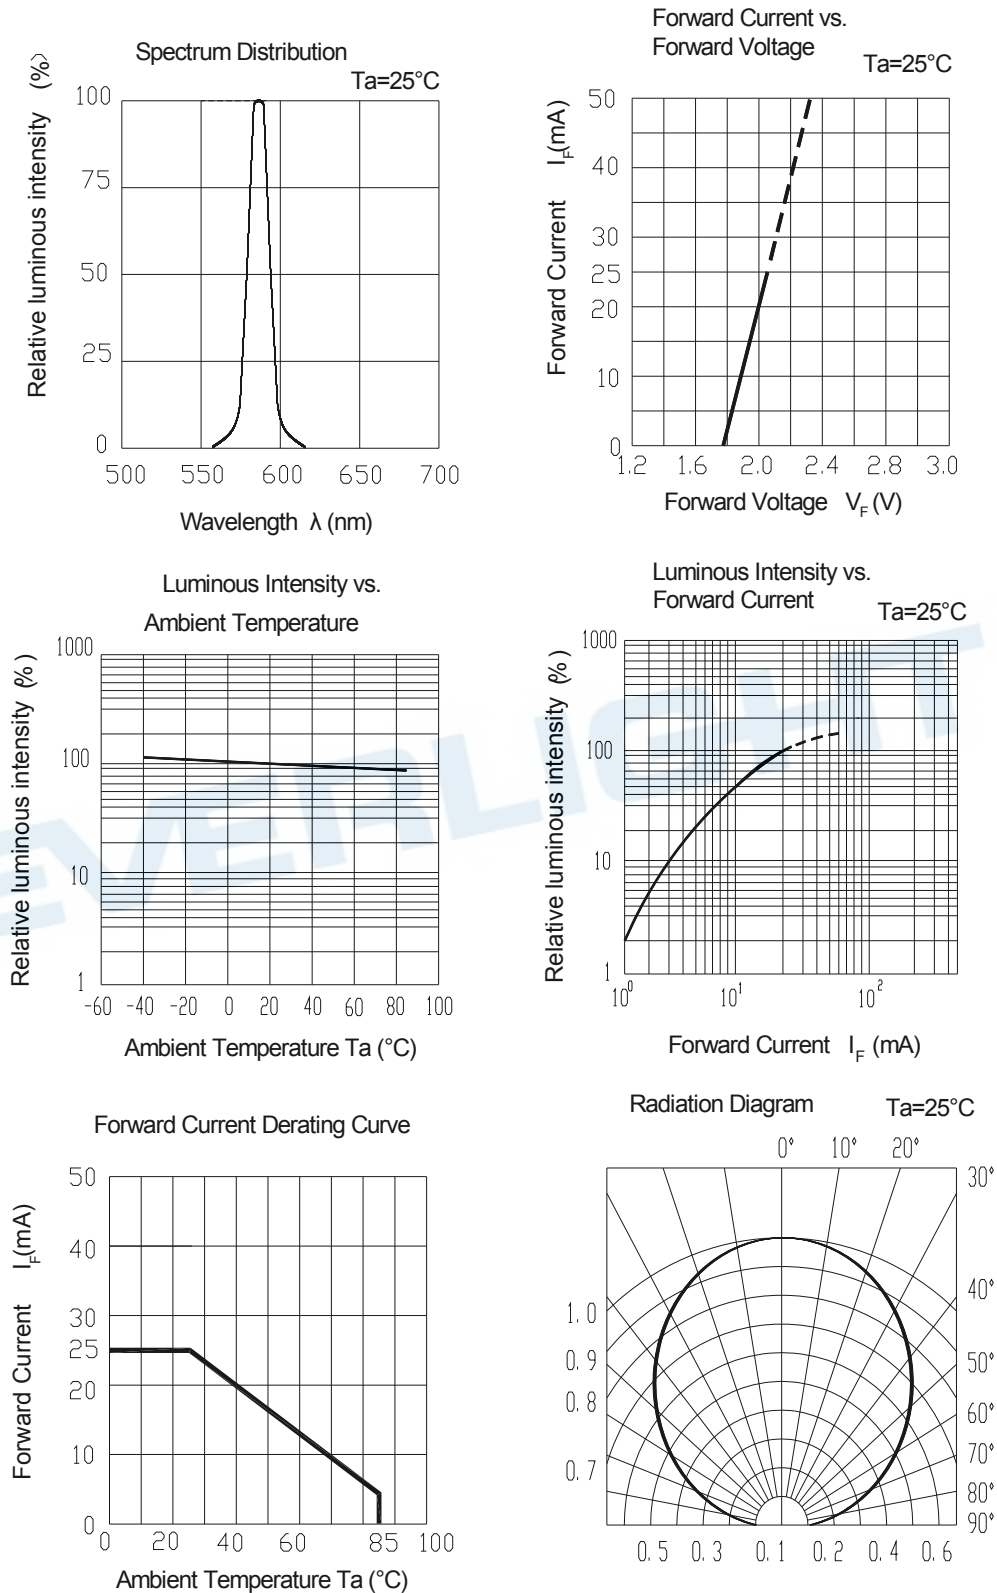 Spectrum Distribution
Ta=25°C
Relative luminous intensity (%)
100
75
50
25
0
500 550 600 650 700
Wavelength λ (nm)
Forward Current vs.
Forward Voltage
Ta=25°C
Forward Current I_F(mA)
50
40
30
25
20
10
0
1.2 1.6 2.0 2.4 2.8 3.0
Forward Voltage V_F (V)
Luminous Intensity vs.
Ambient Temperature
Relative luminous intensity (%)
1000
100
10
1
-60 -40 -20 0 20 40 60 80 100
Ambient Temperature Ta (°C)
Luminous Intensity vs.
Forward Current
Ta=25°C
Relative luminous intensity (%)
1000
100
10
1
10⁰ 10¹ 10²
Forward Current I_F (mA)
EVERLIGHT
Forward Current Derating Curve
Forward Current I_F(mA)
50
40
30
25
20
10
0
0 20 40 60 85 100
Ambient Temperature Ta (°C)
Radiation Diagram
Ta=25°C
0° 10° 20°
30°
40°
50°
60°
70°
80°
90°
1.0
0.9
0.8
0.7
0.5 0.3 0.1 0.2 0.4 0.6